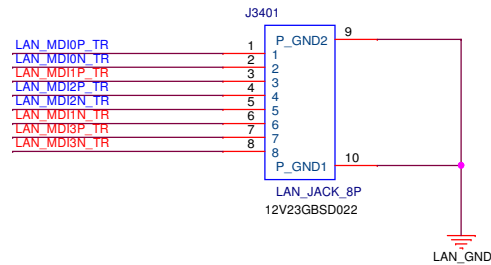 J3401
LAN_MDI0P_TR 1 1
LAN_MDI0N_TR 2 2
LAN_MDI1P_TR 3 3
LAN_MDI2P_TR 4 4
LAN_MDI2N_TR 5 5
LAN_MDI1N_TR 6 6
LAN_MDI3P_TR 7 7
LAN_MDI3N_TR 8 8
P_GND2 9
P_GND1 10
LAN_JACK_8P
12V23GBSD022
LAN_GND